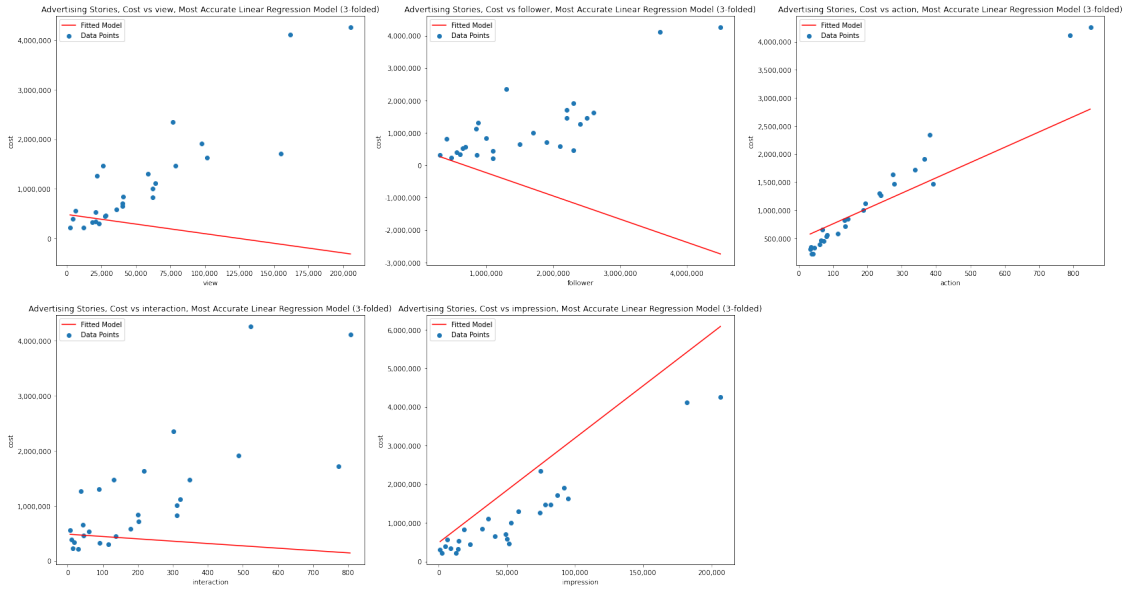 Advertising Stories, Cost vs view, Most Accurate Linear Regression Model (3-folded)
Fitted Model
Data Points
4,000,000
3,000,000
2,000,000
1,000,000
0
cost
0 25,000 50,000 75,000 100,000 125,000 150,000 175,000 200,000
view
Advertising Stories, Cost vs follower, Most Accurate Linear Regression Model (3-folded)
Fitted Model
Data Points
4,000,000
3,000,000
2,000,000
1,000,000
0
-1,000,000
-2,000,000
-3,000,000
cost
1,000,000 2,000,000 3,000,000 4,000,000
follower
Advertising Stories, Cost vs action, Most Accurate Linear Regression Model (3-folded)
Fitted Model
Data Points
4,000,000
3,500,000
3,000,000
2,500,000
2,000,000
1,500,000
1,000,000
500,000
cost
0 100 200 300 400 500 600 700 800
action
Advertising Stories, Cost vs interaction, Most Accurate Linear Regression Model (3-folded)
Fitted Model
Data Points
4,000,000
3,000,000
2,000,000
1,000,000
0
cost
0 100 200 300 400 500 600 700 800
interaction
Advertising Stories, Cost vs impression, Most Accurate Linear Regression Model (3-folded)
Fitted Model
Data Points
6,000,000
5,000,000
4,000,000
3,000,000
2,000,000
1,000,000
0
cost
0 50,000 100,000 150,000 200,000
impression